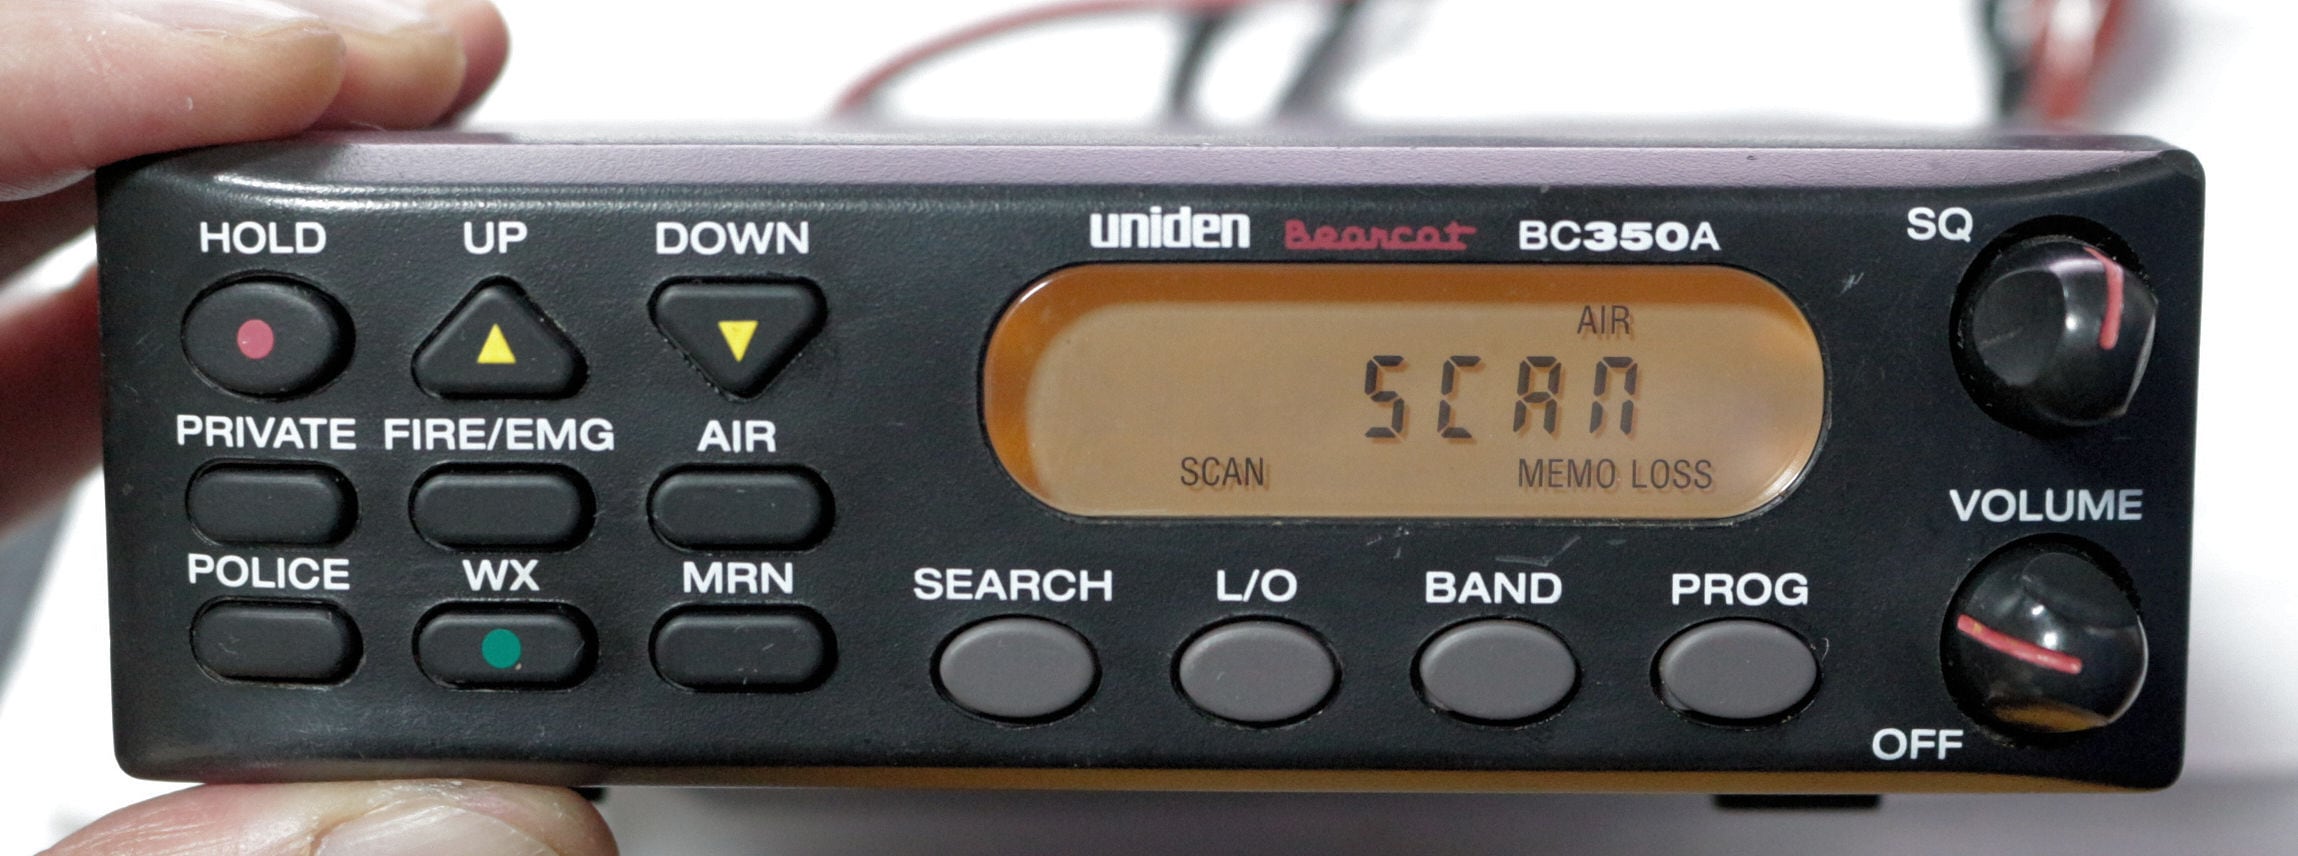 HOLD UP DOWN
PRIVATE FIRE/EMG AIR
POLICE WX MRN
uniden Bearcat BC350A
AIR
SCAN
SCAN MEMO LOSS
SEARCH L/O BAND PROG
SQ
VOLUME
OFF